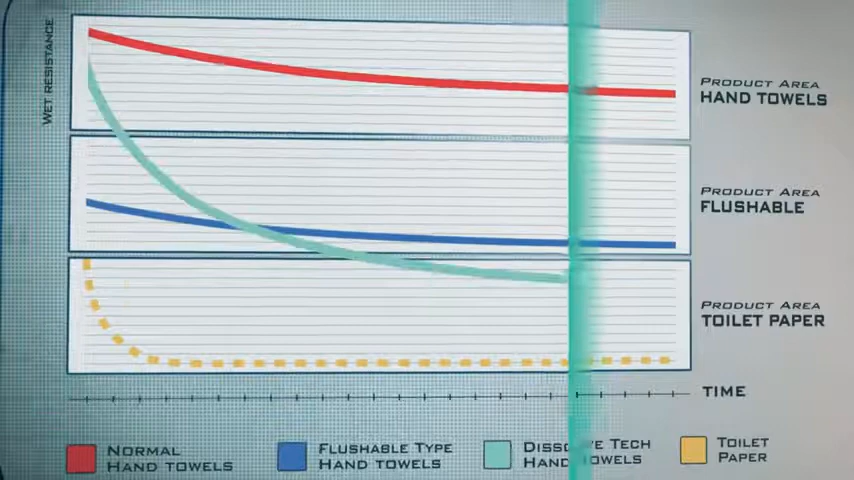 WET RESISTANCE
PRODUCT AREA
HAND TOWELS
PRODUCT AREA
FLUSHABLE
PRODUCT AREA
TOILET PAPER
TIME
NORMAL
HAND TOWELS
FLUSHABLE TYPE
HAND TOWELS
TECH
HAND
TOILET
PAPER